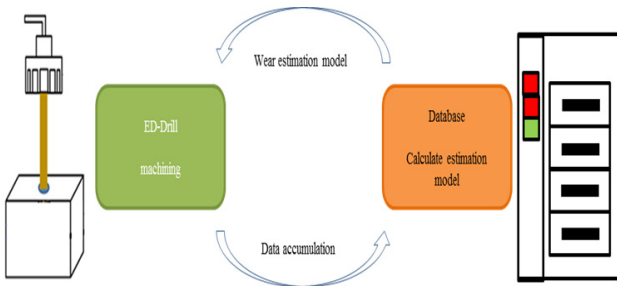 Wear estimation model
ED-Drill
machining
Database
Calculate estimation
model
Data accumulation